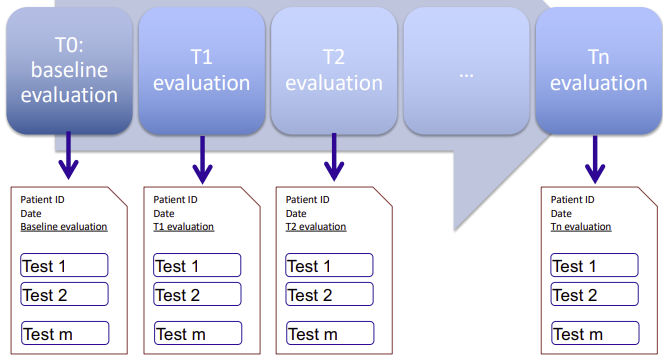 T0:
baseline
evaluation
T1
evaluation
T2
evaluation
...
Tn
evaluation
Patient ID
Date
Baseline evaluation
Test 1
Test 2
Test m
Patient ID
Date
T1 evaluation
Test 1
Test 2
Test m
Patient ID
Date
T2 evaluation
Test 1
Test 2
Test m
Patient ID
Date
Tn evaluation
Test 1
Test 2
Test m